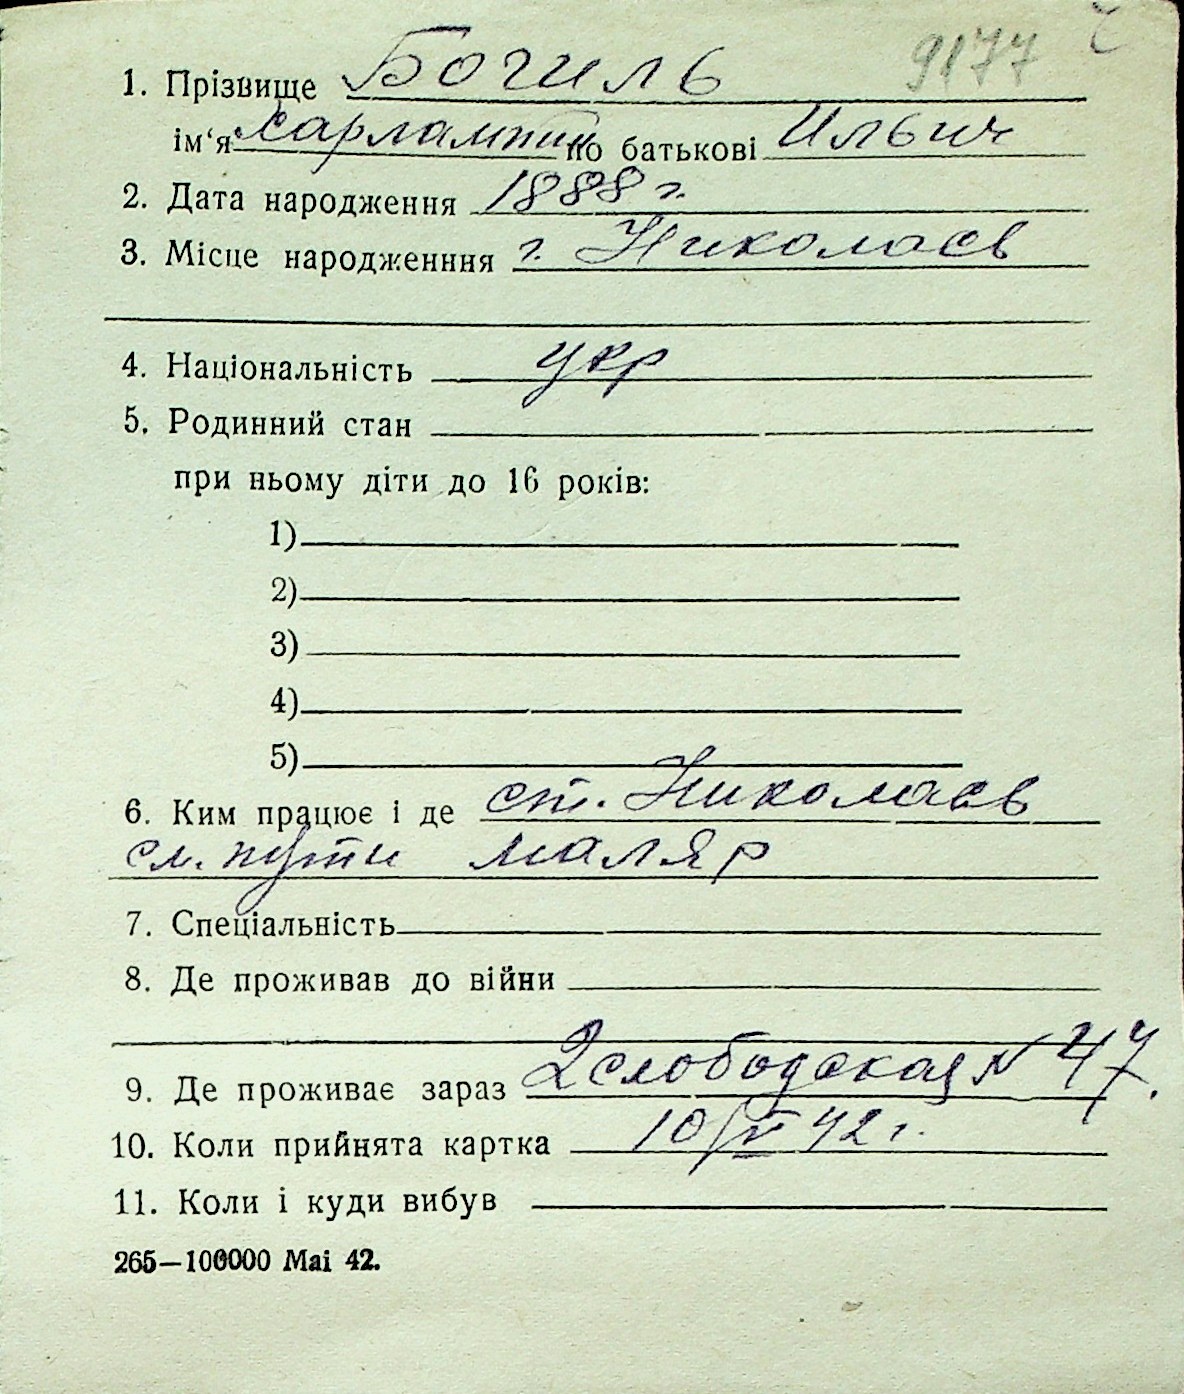 9177
1. Прізвище Богиль
ім‘я Харлампий по батькові Ильич
2. Дата народження 1888 г.
3. Місце народженння г. Николаев
4. Національність укр
5. Родинний стан
при ньому діти до 16 років:
1)
2)
3)
4)
5)
6. Ким працює і де ст. Николаев
сл. пути маляр
7. Спеціальність
8. Де проживав до війни
9. Де проживає зараз 2 слободская № 47.
10. Коли прийнята картка 10/VI 42 г.
11. Коли і куди вибув
265—100000 Mai 42.